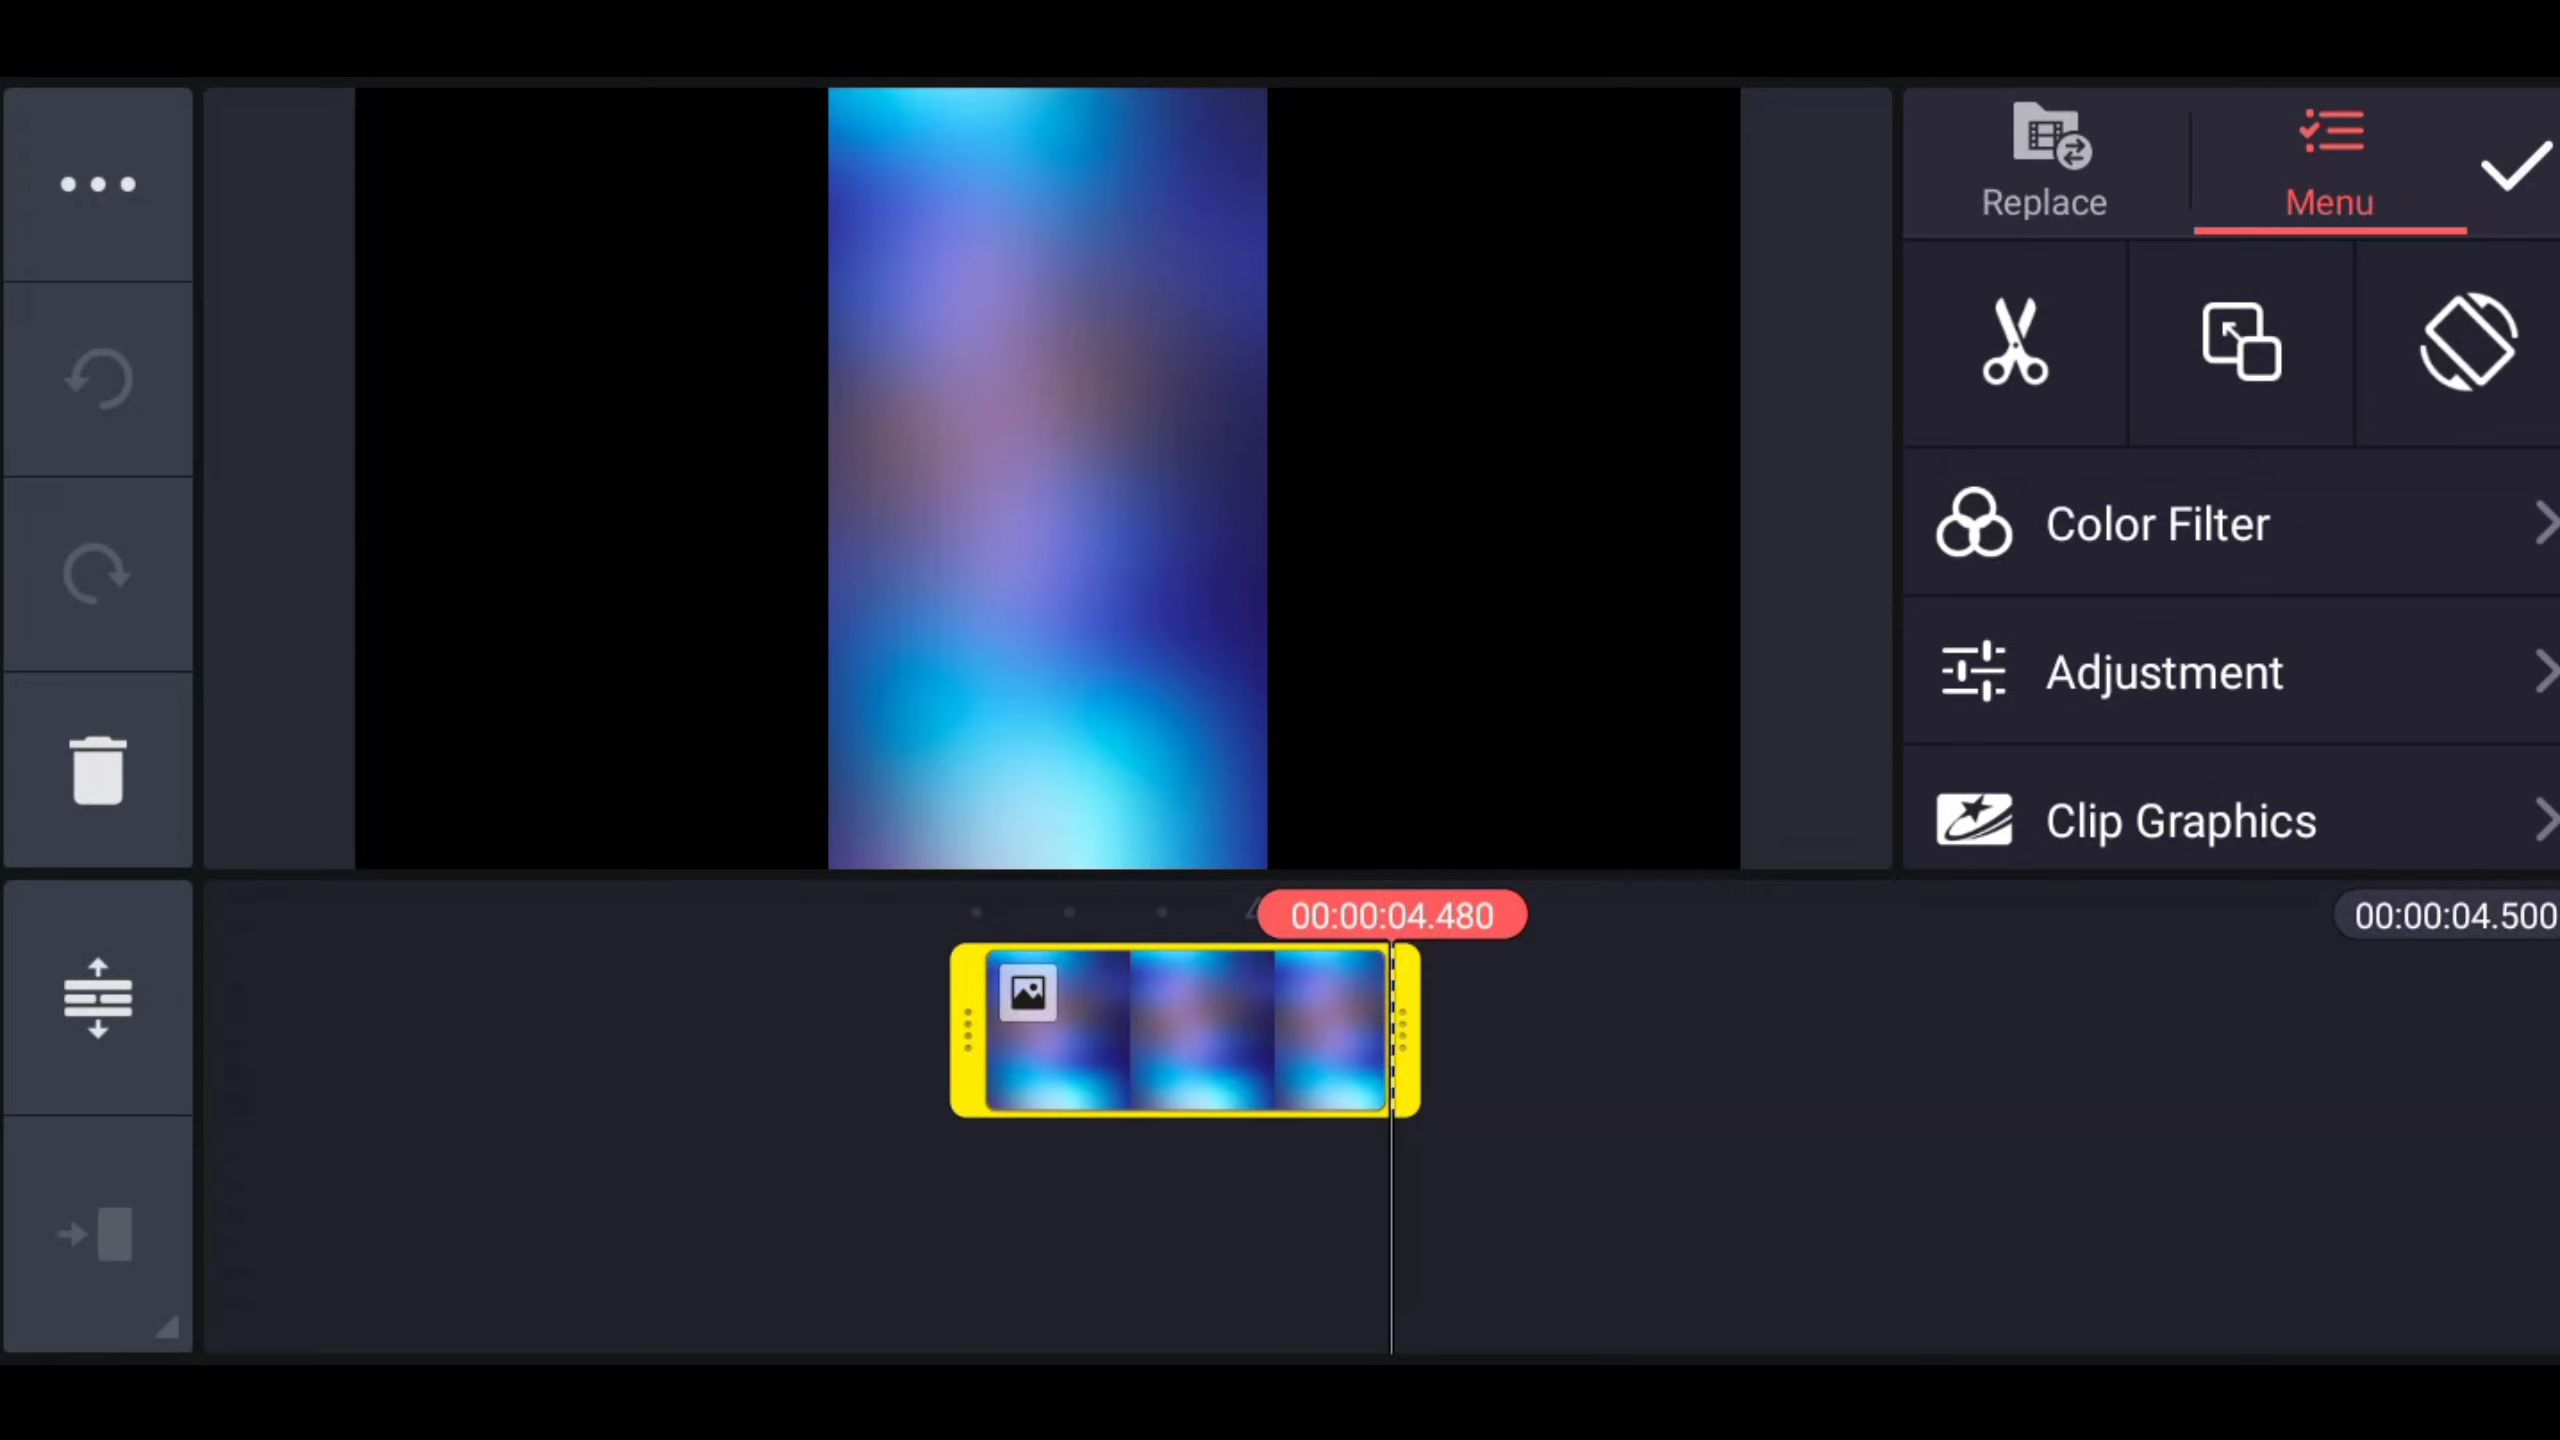 Replace
Menu
Color Filter
Adjustment
Clip Graphics
00:00:04.480
00:00:04.500